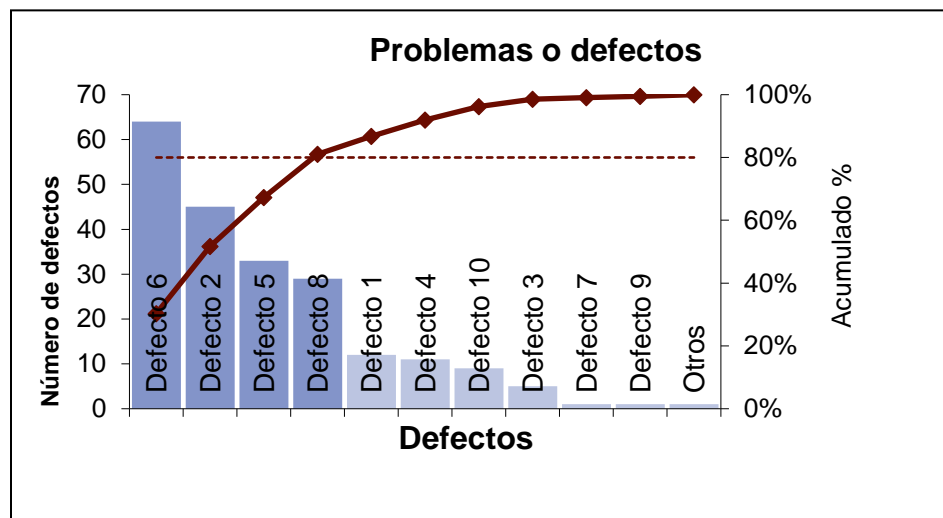 Problemas o defectos
Número de defectos
70
60
50
40
30
20
10
0
100%
80%
60%
40%
20%
0%
Acumulado %
Defecto 6
Defecto 2
Defecto 5
Defecto 8
Defecto 1
Defecto 4
Defecto 10
Defecto 3
Defecto 7
Defecto 9
Otros
Defectos